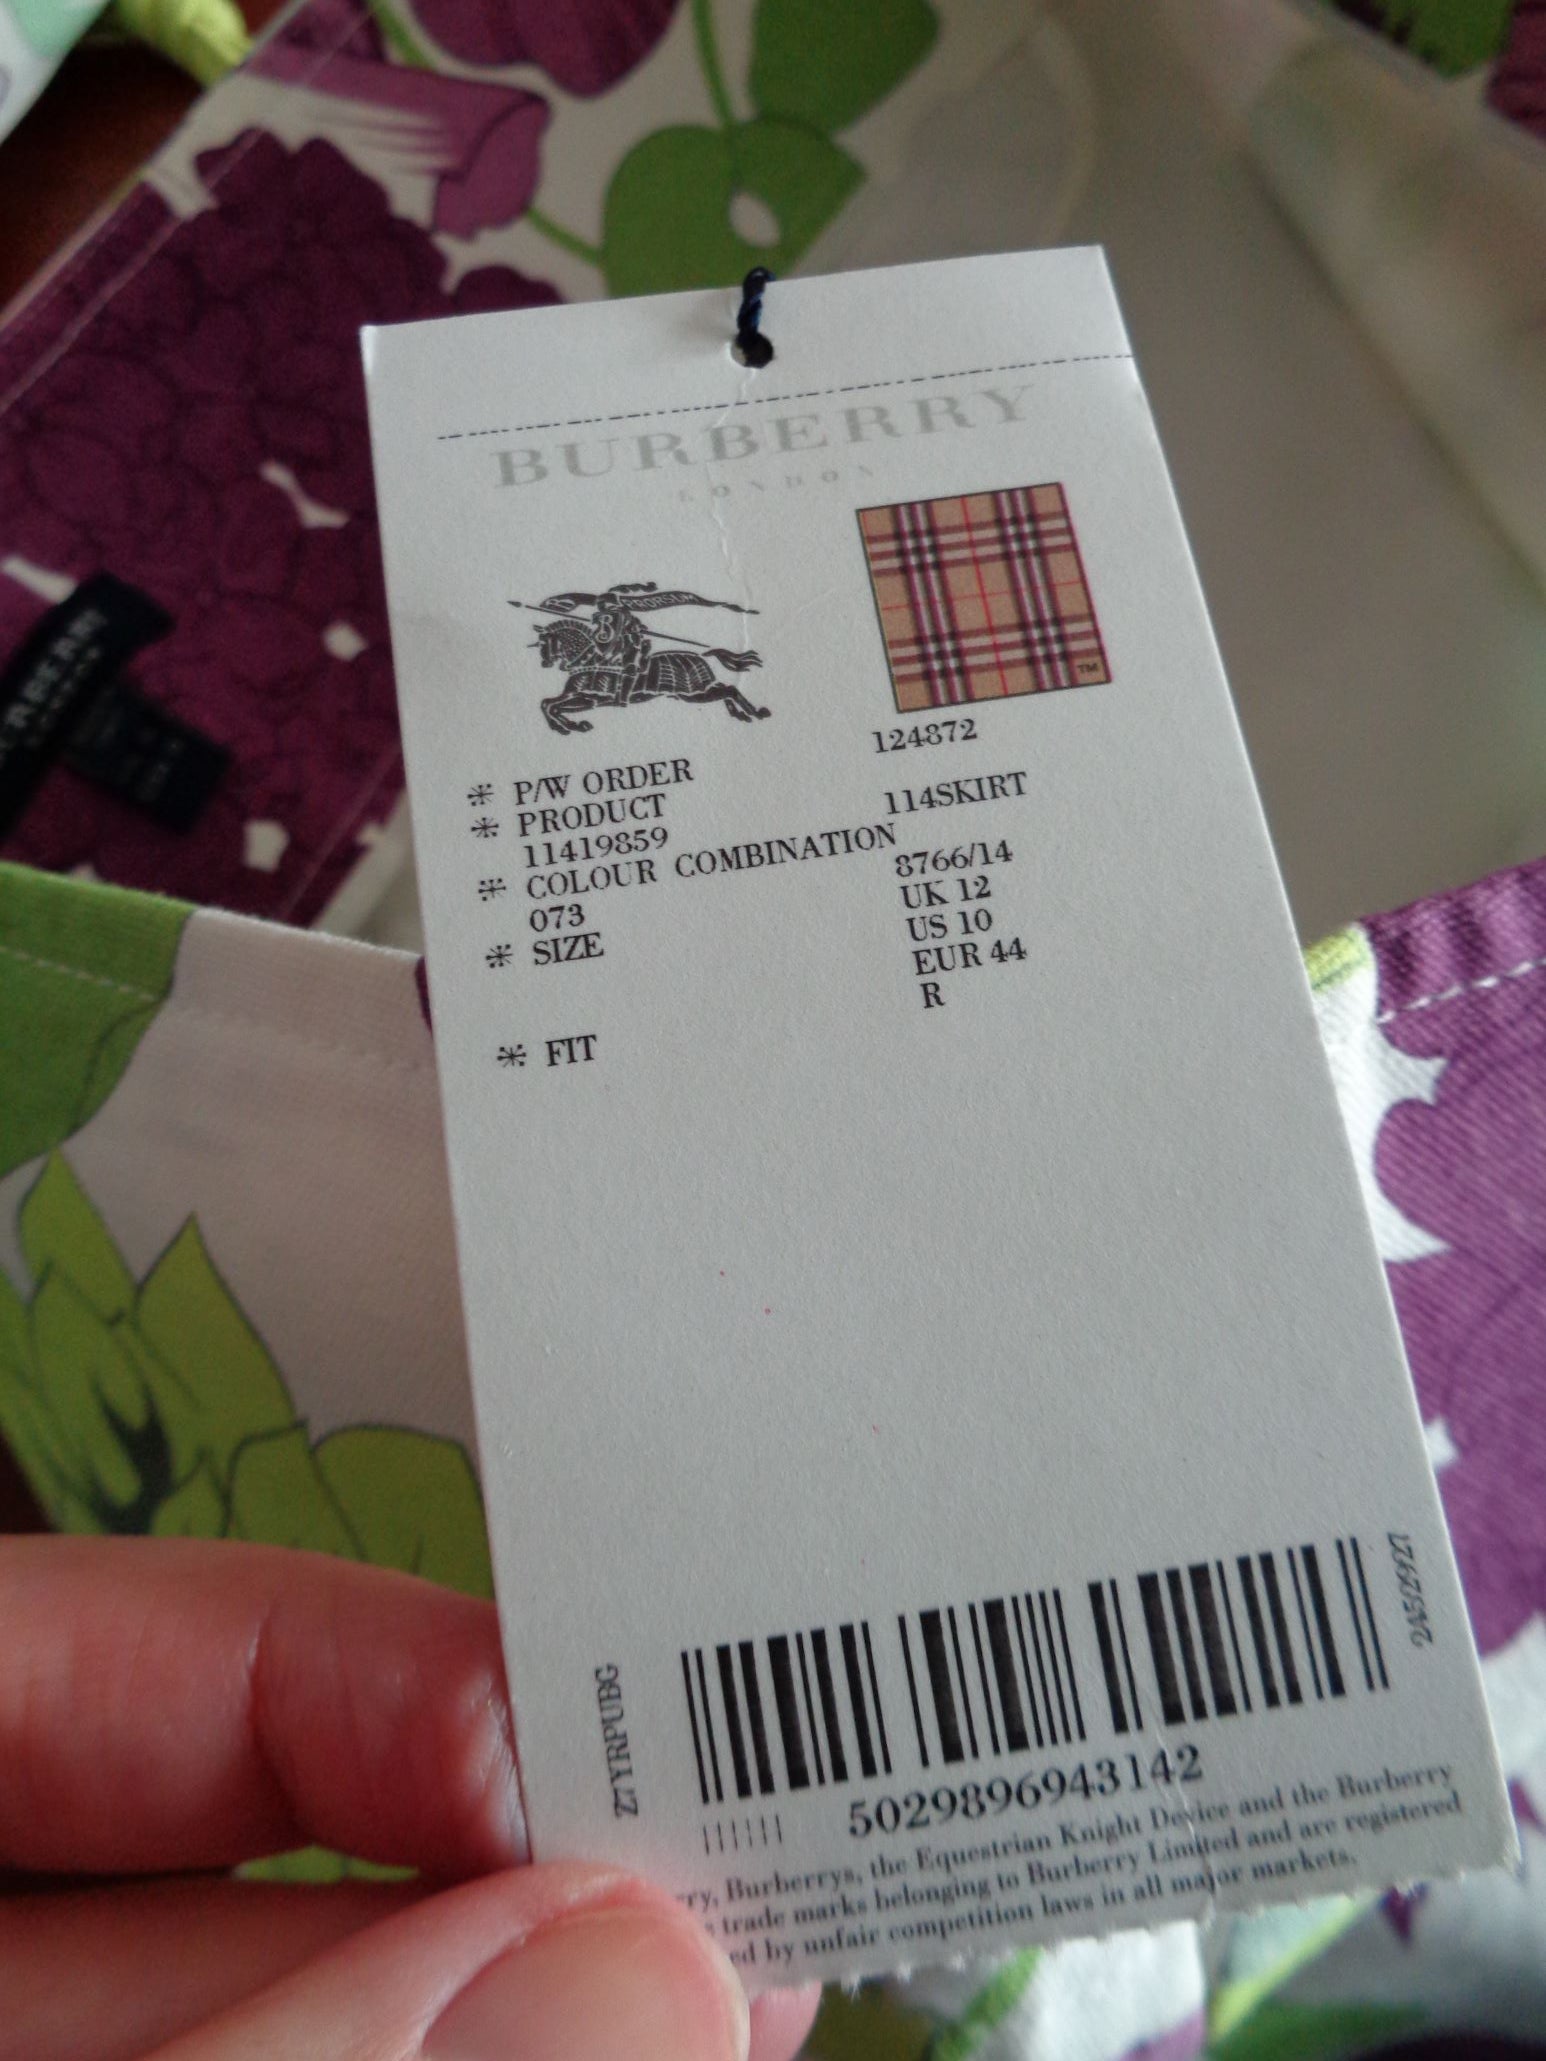 BURBERRY
LONDON
PRORSUM
TM
124872
* P/W ORDER
* PRODUCT 114SKIRT
11419859
* COLOUR COMBINATION 8766/14
073 UK 12
* SIZE US 10
EUR 44
* FIT R
ZZYRPUBG
5029896943142
Burberrys, the Equestrian Knight Device and the Burberry
trade marks belonging to Burberry Limited and are registered
by unfair competition laws in all major markets.